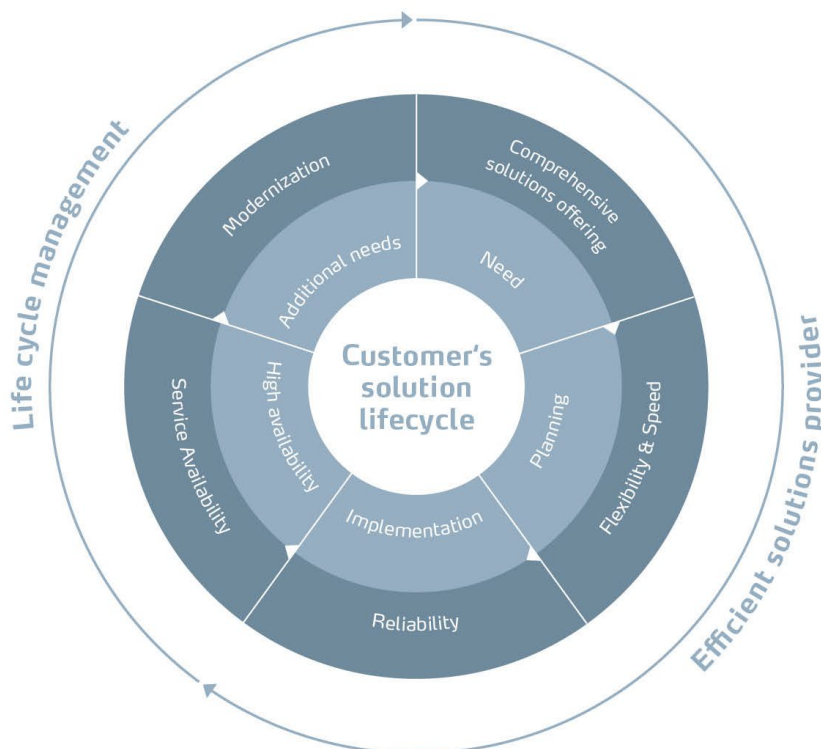 Life cycle management
Efficient solutions provider
Modernization
Comprehensive
solutions offering
Additional needs
Need
Customer‘s
solution
lifecycle
Service Availability
High availability
Planning
Flexibility & Speed
Implementation
Reliability